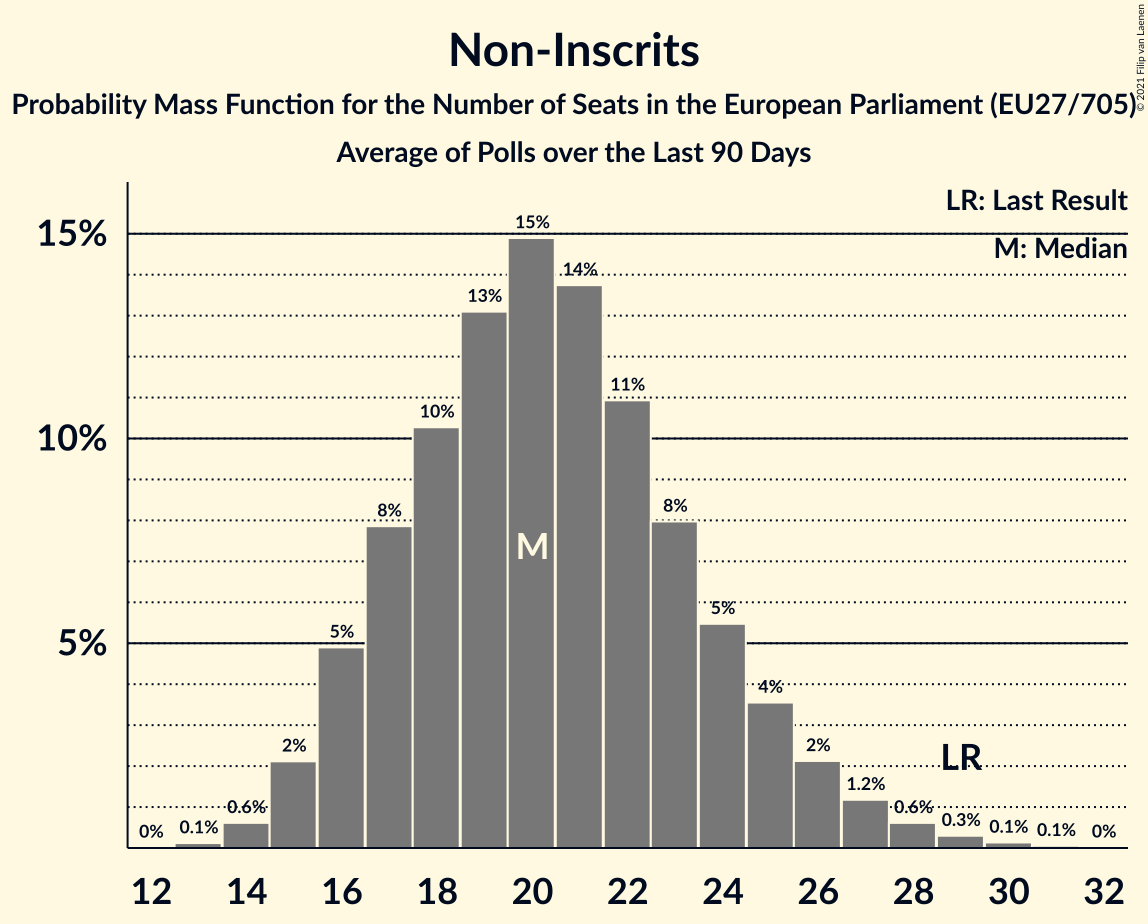 Non-Inscrits
Probability Mass Function for the Number of Seats in the European Parliament (EU27/705)
Average of Polls over the Last 90 Days
© 2021 Filip van Laenen
LR: Last Result
M: Median
15%
10%
5%
0%
0.1%
0.6%
2%
5%
8%
10%
13%
15%
14%
11%
8%
5%
4%
2%
1.2%
0.6%
0.3%
0.1%
0.1%
0%
M
LR
12 14 16 18 20 22 24 26 28 30 32